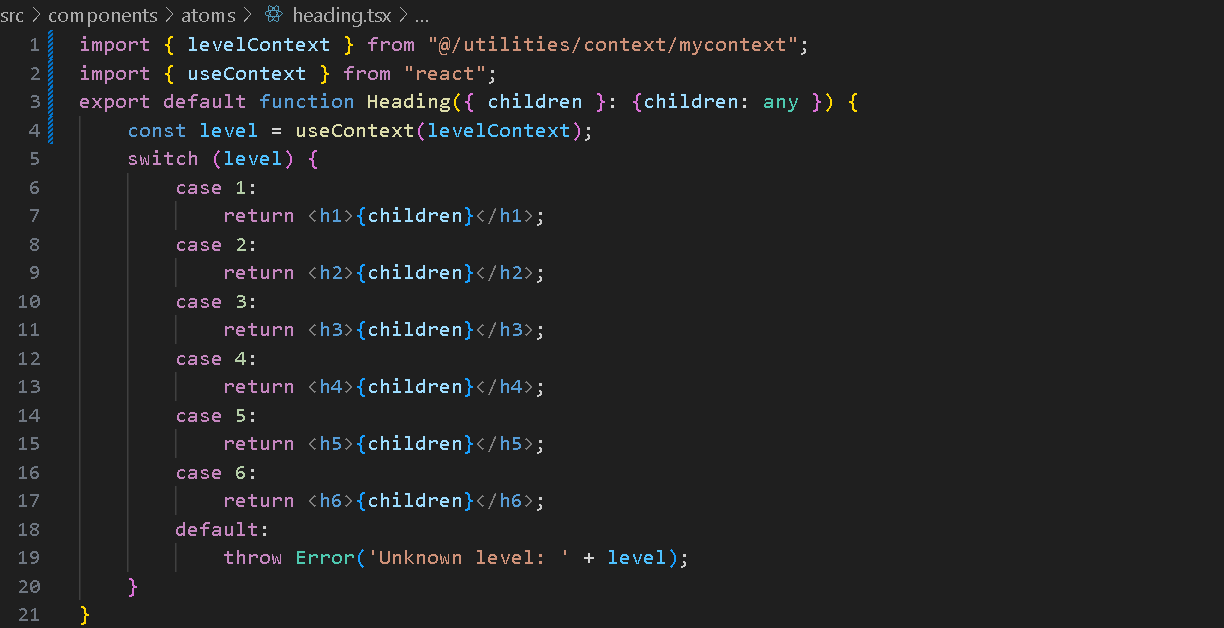 src > components > atoms > heading.tsx > ...
1 import { levelContext } from "@/utilities/context/mycontext";
2 import { useContext } from "react";
3 export default function Heading({ children }: {children: any }) {
4     const level = useContext(levelContext);
5     switch (level) {
6         case 1:
7             return <h1>{children}</h1>;
8         case 2:
9             return <h2>{children}</h2>;
10         case 3:
11             return <h3>{children}</h3>;
12         case 4:
13             return <h4>{children}</h4>;
14         case 5:
15             return <h5>{children}</h5>;
16         case 6:
17             return <h6>{children}</h6>;
18         default:
19             throw Error('Unknown level: ' + level);
20     }
21 }